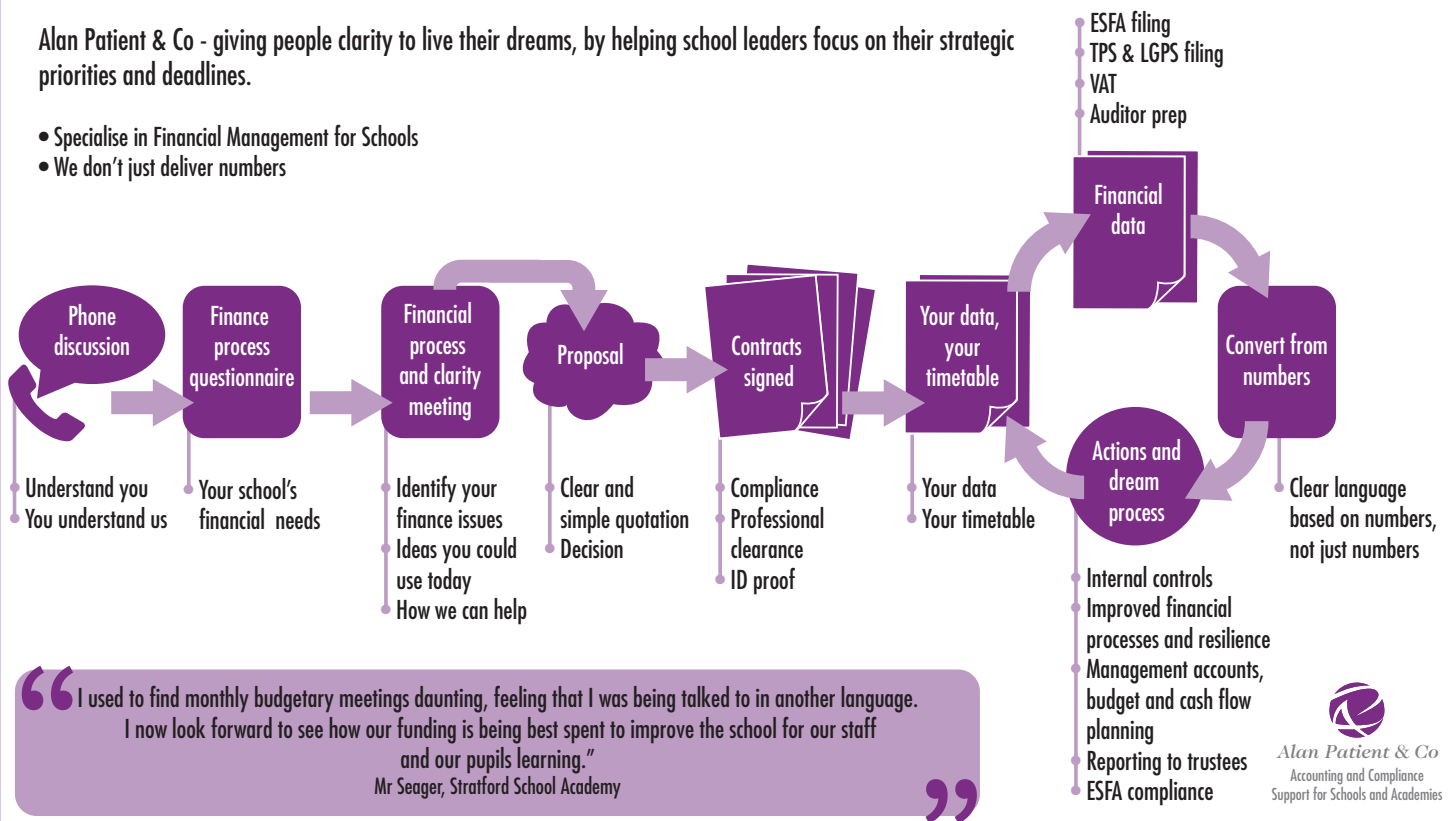 Alan Patient & Co - giving people clarity to live their dreams, by helping school leaders focus on their strategic
priorities and deadlines.
• Specialise in Financial Management for Schools
• We don't just deliver numbers
Phone
discussion
Understand you
You understand us
Finance
process
questionnaire
Your school's
financial needs
Financial
process
and clarity
meeting
Identify your
finance issues
Ideas you could
use today
How we can help
Proposal
Clear and
simple quotation
Decision
Contracts
signed
Compliance
Professional
clearance
ID proof
Your data,
your
timetable
Your data
Your timetable
ESFA filing
TPS & LGPS filing
VAT
Auditor prep
Financial
data
Convert from
numbers
Clear language
based on numbers,
not just numbers
Actions and
dream
process
Internal controls
Improved financial
processes and resilience
Management accounts,
budget and cash flow
planning
Reporting to trustees
ESFA compliance
“I used to find monthly budgetary meetings daunting, feeling that I was being talked to in another language.
I now look forward to see how our funding is being best spent to improve the school for our staff
and our pupils learning.”
Mr Seager, Stratford School Academy
”
Alan Patient & Co
Accounting and Compliance
Support for Schools and Academies